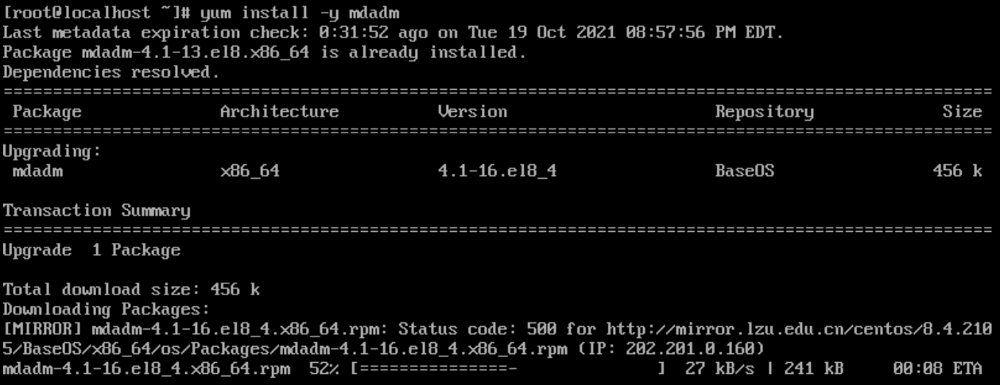 [root@localhost ~]# yum install -y mdadm
Last metadata expiration check: 0:31:52 ago on Tue 19 Oct 2021 08:57:56 PM EDT.
Package mdadm-4.1-13.el8.x86_64 is already installed.
Dependencies resolved.
====================================================================================================
 Package              Architecture          Version                     Repository             Size
====================================================================================================
Upgrading:
 mdadm                x86_64                4.1-16.el8_4                BaseOS                456 k

Transaction Summary
====================================================================================================
Upgrade  1 Package

Total download size: 456 k
Downloading Packages:
[MIRROR] mdadm-4.1-16.el8_4.x86_64.rpm: Status code: 500 for http://mirror.lzu.edu.cn/centos/8.4.210
5/BaseOS/x86_64/os/Packages/mdadm-4.1-16.el8_4.x86_64.rpm (IP: 202.201.0.160)
mdadm-4.1-16.el8_4.x86_64.rpm  52% [===============-              ]  27 kB/s | 241 kB     00:08 ETA